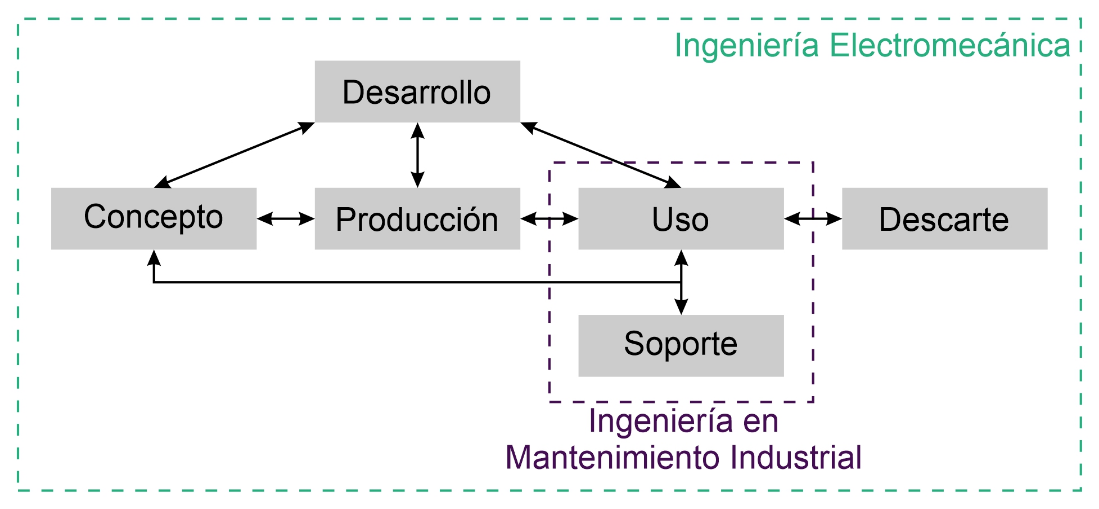 Ingeniería Electromecánica
Desarrollo
Concepto
Producción
Uso
Descarte
Soporte
Ingeniería en
Mantenimiento Industrial